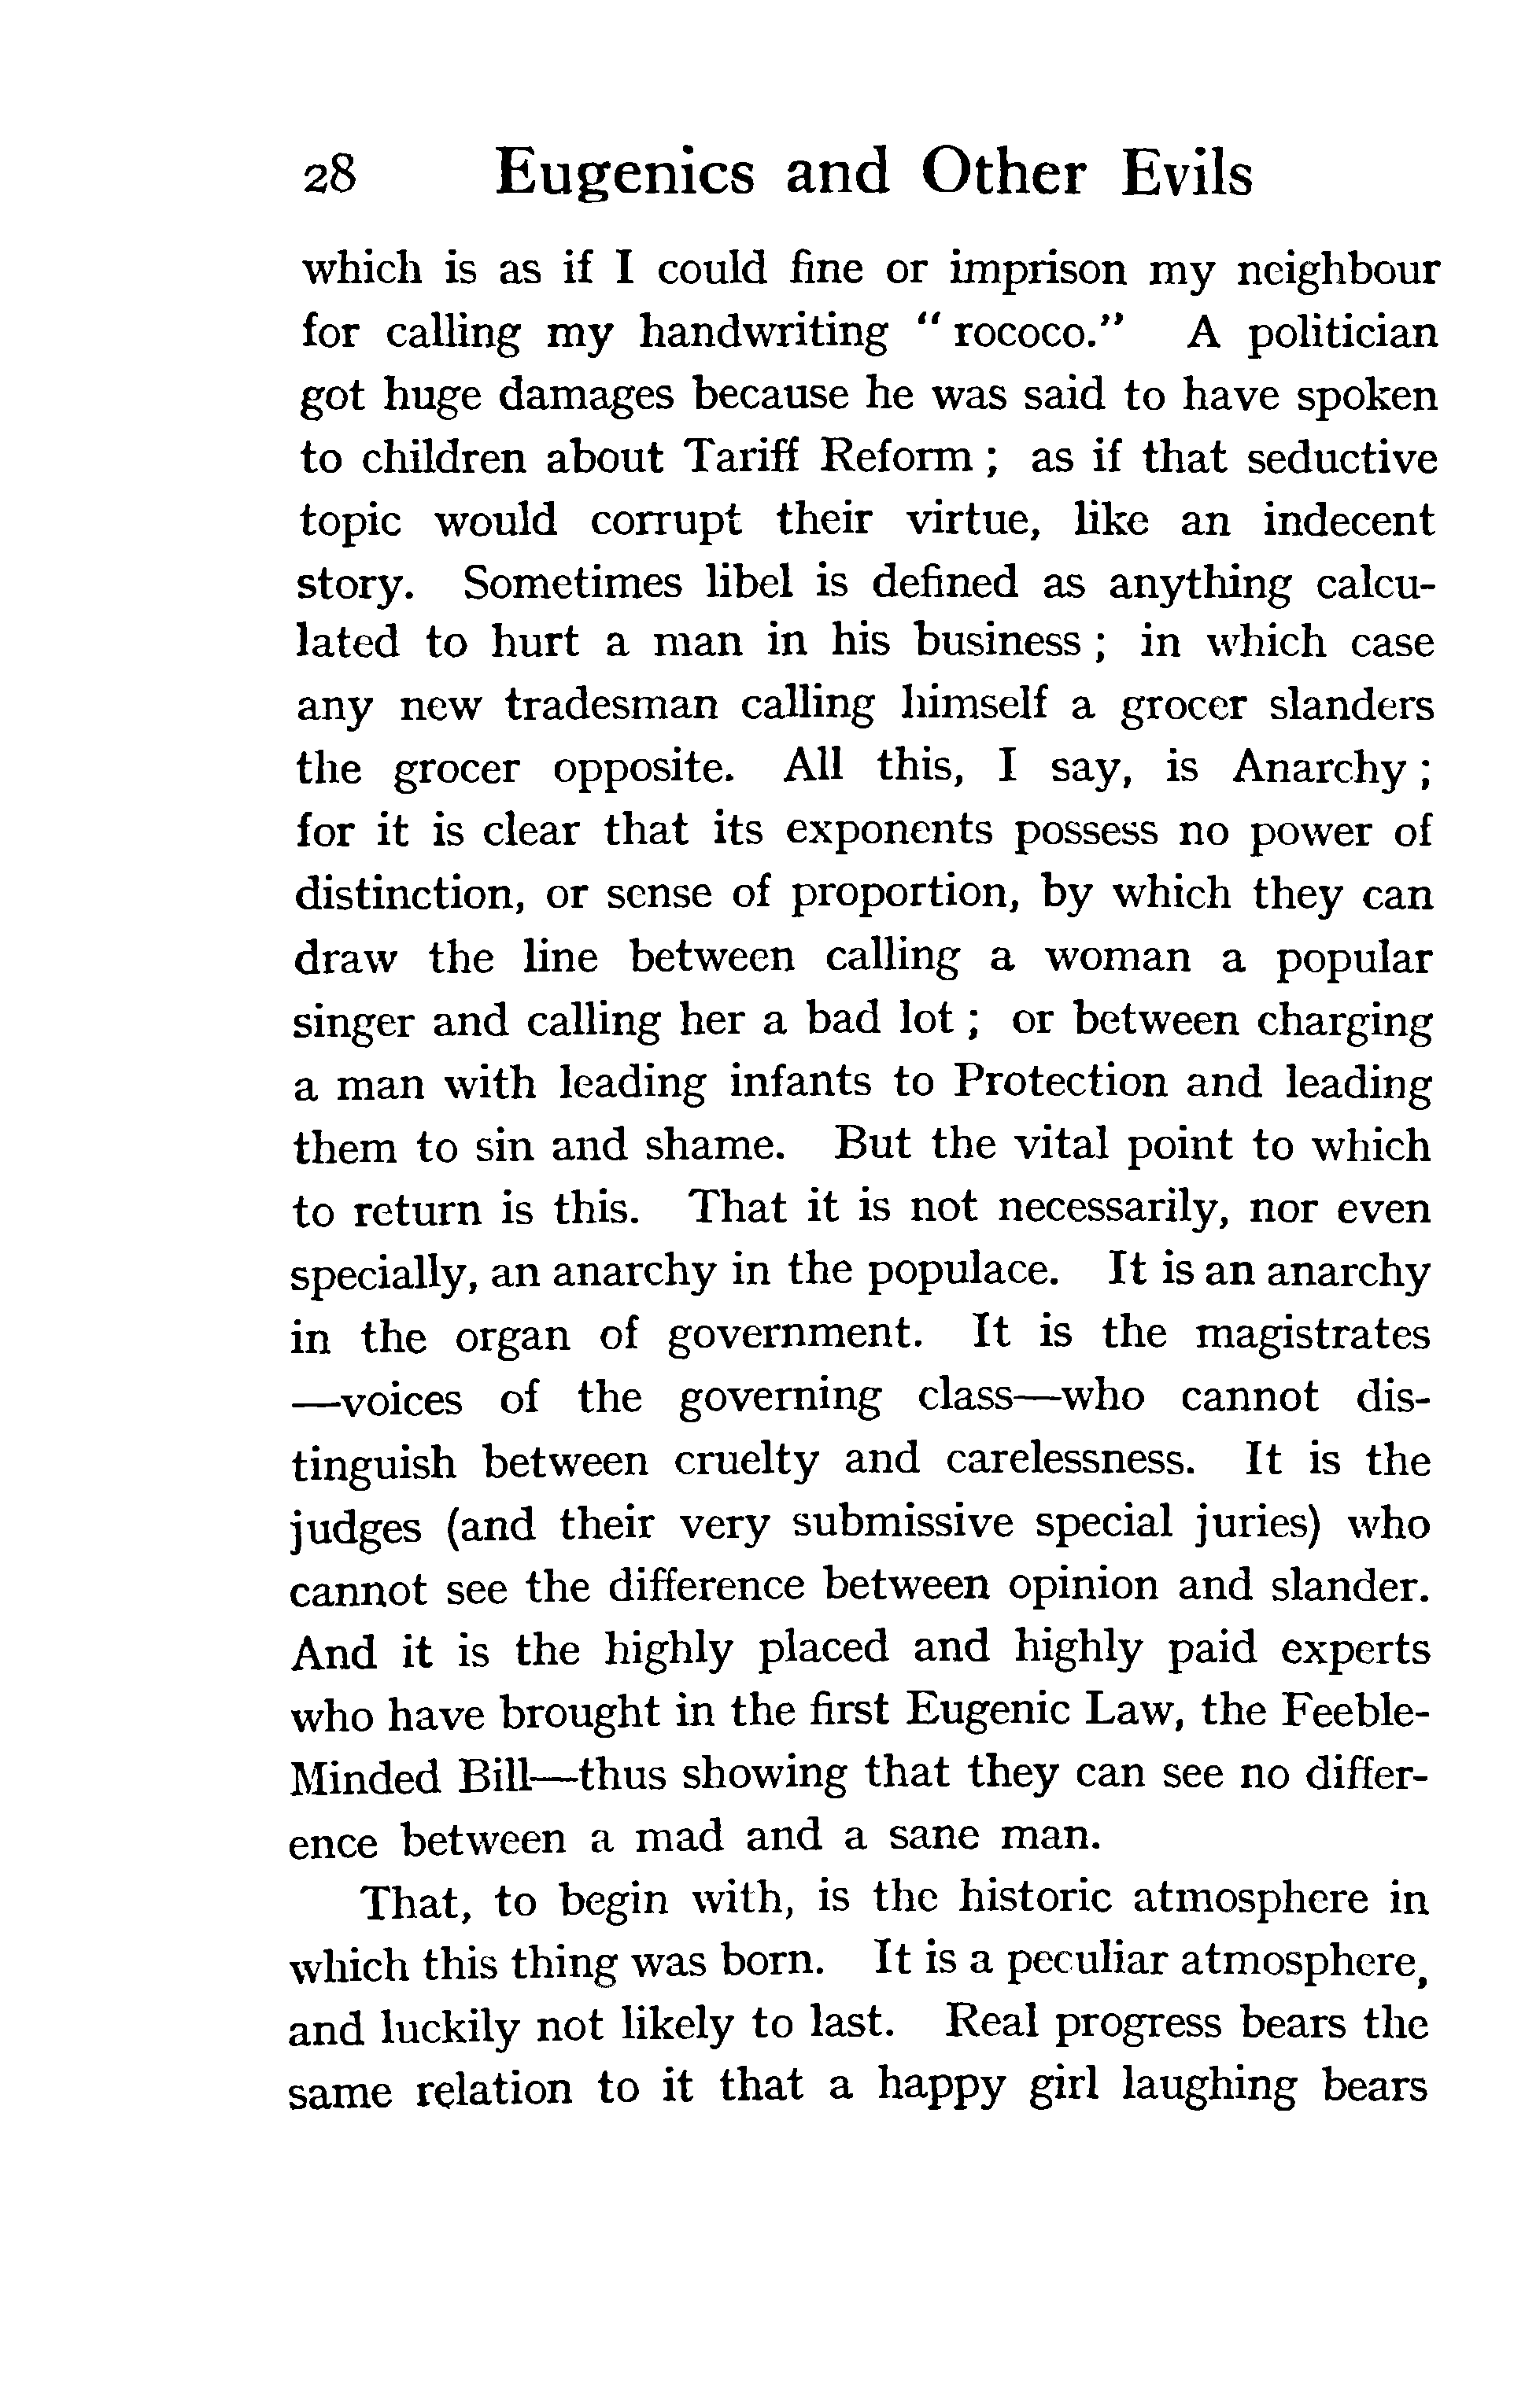 28 Eugenics and Other Evils
which is as if I could fine or imprison my neighbour
for calling my handwriting “ rococo.” A politician
got huge damages because he was said to have spoken
to children about Tariff Reform ; as if that seductive
topic would corrupt their virtue, like an indecent
story. Sometimes libel is defined as anything calcu-
lated to hurt a man in his business ; in which case
any new tradesman calling himself a grocer slanders
the grocer opposite. All this, I say, is Anarchy ;
for it is clear that its exponents possess no power of
distinction, or sense of proportion, by which they can
draw the line between calling a woman a popular
singer and calling her a bad lot ; or between charging
a man with leading infants to Protection and leading
them to sin and shame. But the vital point to which
to return is this. That it is not necessarily, nor even
specially, an anarchy in the populace. It is an anarchy
in the organ of government. It is the magistrates
—voices of the governing class—who cannot dis-
tinguish between cruelty and carelessness. It is the
judges (and their very submissive special juries) who
cannot see the difference between opinion and slander.
And it is the highly placed and highly paid experts
who have brought in the first Eugenic Law, the Feeble-
Minded Bill—thus showing that they can see no differ-
ence between a mad and a sane man.
That, to begin with, is the historic atmosphere in
which this thing was born. It is a peculiar atmosphere,
and luckily not likely to last. Real progress bears the
same relation to it that a happy girl laughing bears